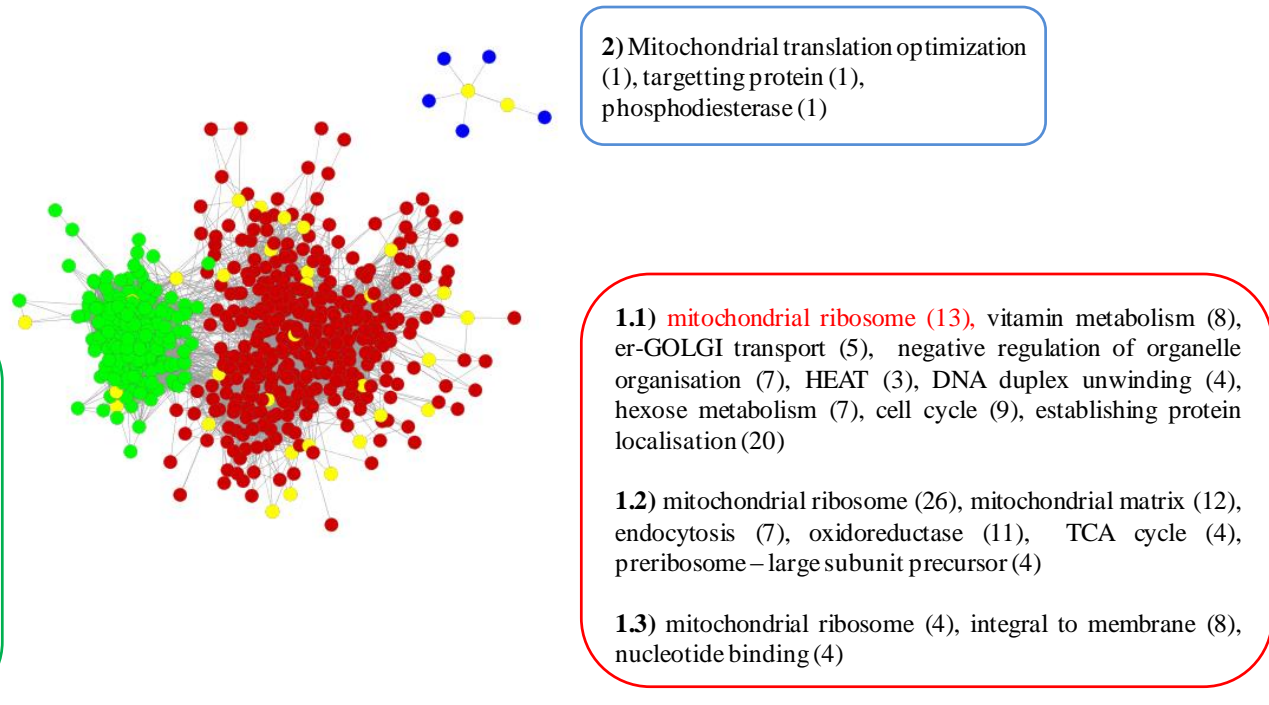 2) Mitochondrial translation optimization
(1), targetting protein (1),
phosphodiesterase (1)
1.1) mitochondrial ribosome (13), vitamin metabolism (8),
er-GOLGI transport (5), negative regulation of organelle
organisation (7), HEAT (3), DNA duplex unwinding (4),
hexose metabolism (7), cell cycle (9), establishing protein
localisation (20)
1.2) mitochondrial ribosome (26), mitochondrial matrix (12),
endocytosis (7), oxidoreductase (11), TCA cycle (4),
preribosome – large subunit precursor (4)
1.3) mitochondrial ribosome (4), integral to membrane (8),
nucleotide binding (4)